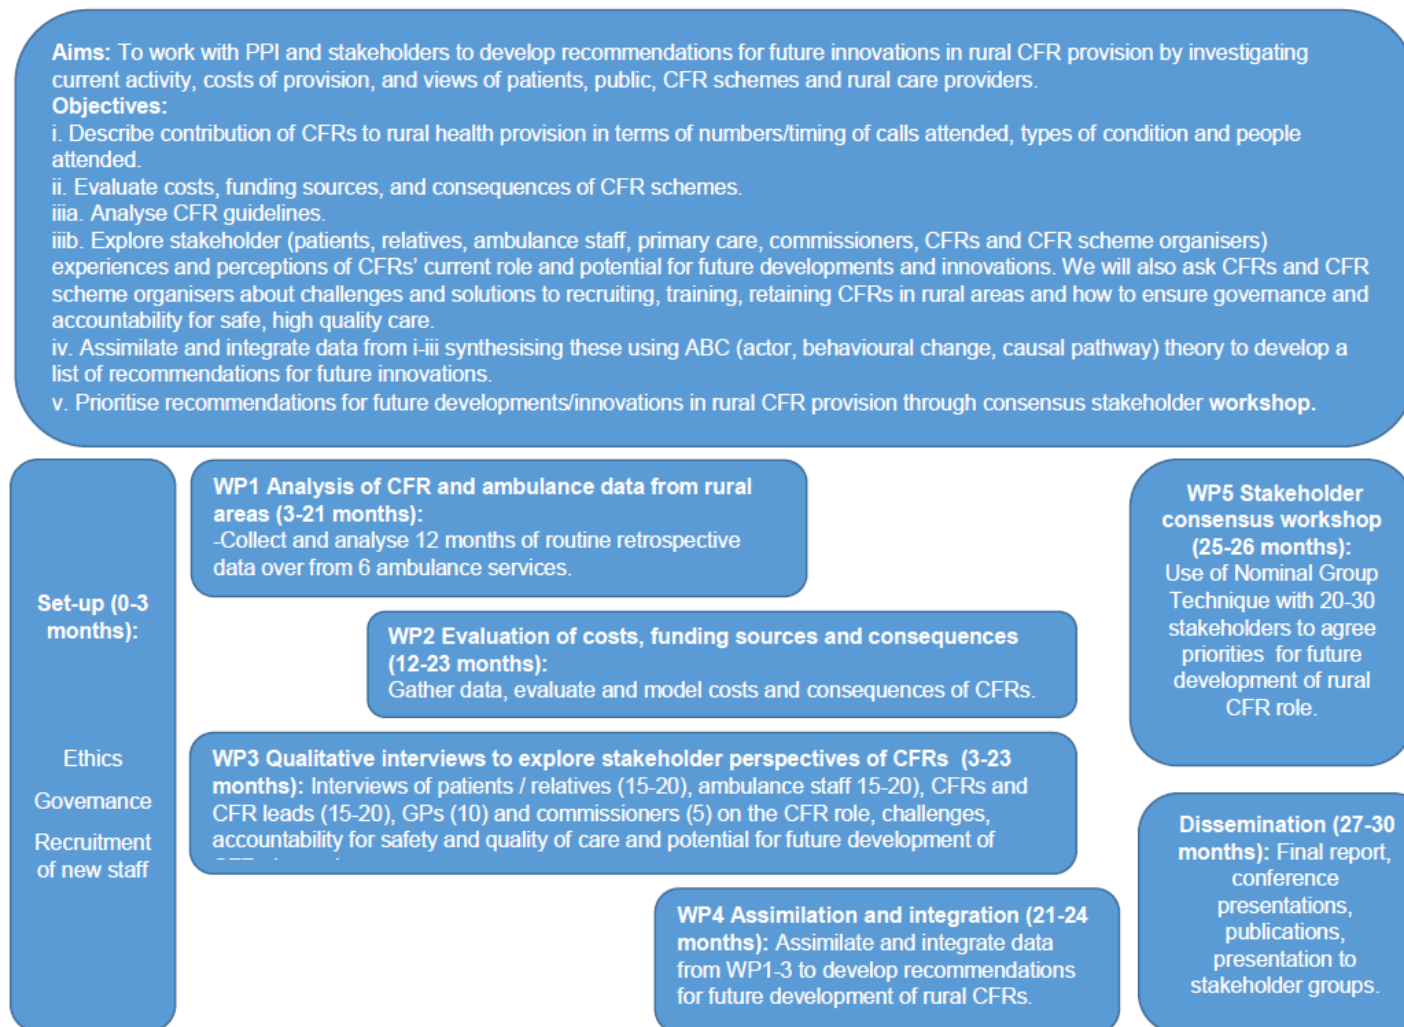 Aims: To work with PPI and stakeholders to develop recommendations for future innovations in rural CFR provision by investigating
current activity, costs of provision, and views of patients, public, CFR schemes and rural care providers.
Objectives:
i. Describe contribution of CFRs to rural health provision in terms of numbers/timing of calls attended, types of condition and people
attended.
ii. Evaluate costs, funding sources, and consequences of CFR schemes.
iiia. Analyse CFR guidelines.
iiib. Explore stakeholder (patients, relatives, ambulance staff, primary care, commissioners, CFRs and CFR scheme organisers)
experiences and perceptions of CFRs' current role and potential for future developments and innovations. We will also ask CFRs and CFR
scheme organisers about challenges and solutions to recruiting, training, retaining CFRs in rural areas and how to ensure governance and
accountability for safe, high quality care.
iv. Assimilate and integrate data from i-iii synthesising these using ABC (actor, behavioural change, causal pathway) theory to develop a
list of recommendations for future innovations.
v. Prioritise recommendations for future developments/innovations in rural CFR provision through consensus stakeholder workshop.
Set-up (0-3
months):
Ethics
Governance
Recruitment
of new staff
WP1 Analysis of CFR and ambulance data from rural
areas (3-21 months):
-Collect and analyse 12 months of routine retrospective
data over from 6 ambulance services.
WP2 Evaluation of costs, funding sources and consequences
(12-23 months):
Gather data, evaluate and model costs and consequences of CFRs.
WP3 Qualitative interviews to explore stakeholder perspectives of CFRs (3-23
months): Interviews of patients / relatives (15-20), ambulance staff 15-20), CFRs and
CFR leads (15-20), GPs (10) and commissioners (5) on the CFR role, challenges,
accountability for safety and quality of care and potential for future development of
WP4 Assimilation and integration (21-24
months): Assimilate and integrate data
from WP1-3 to develop recommendations
for future development of rural CFRs.
WP5 Stakeholder
consensus workshop
(25-26 months):
Use of Nominal Group
Technique with 20-30
stakeholders to agree
priorities for future
development of rural
CFR role.
Dissemination (27-30
months): Final report,
conference
presentations,
publications,
presentation to
stakeholder groups.